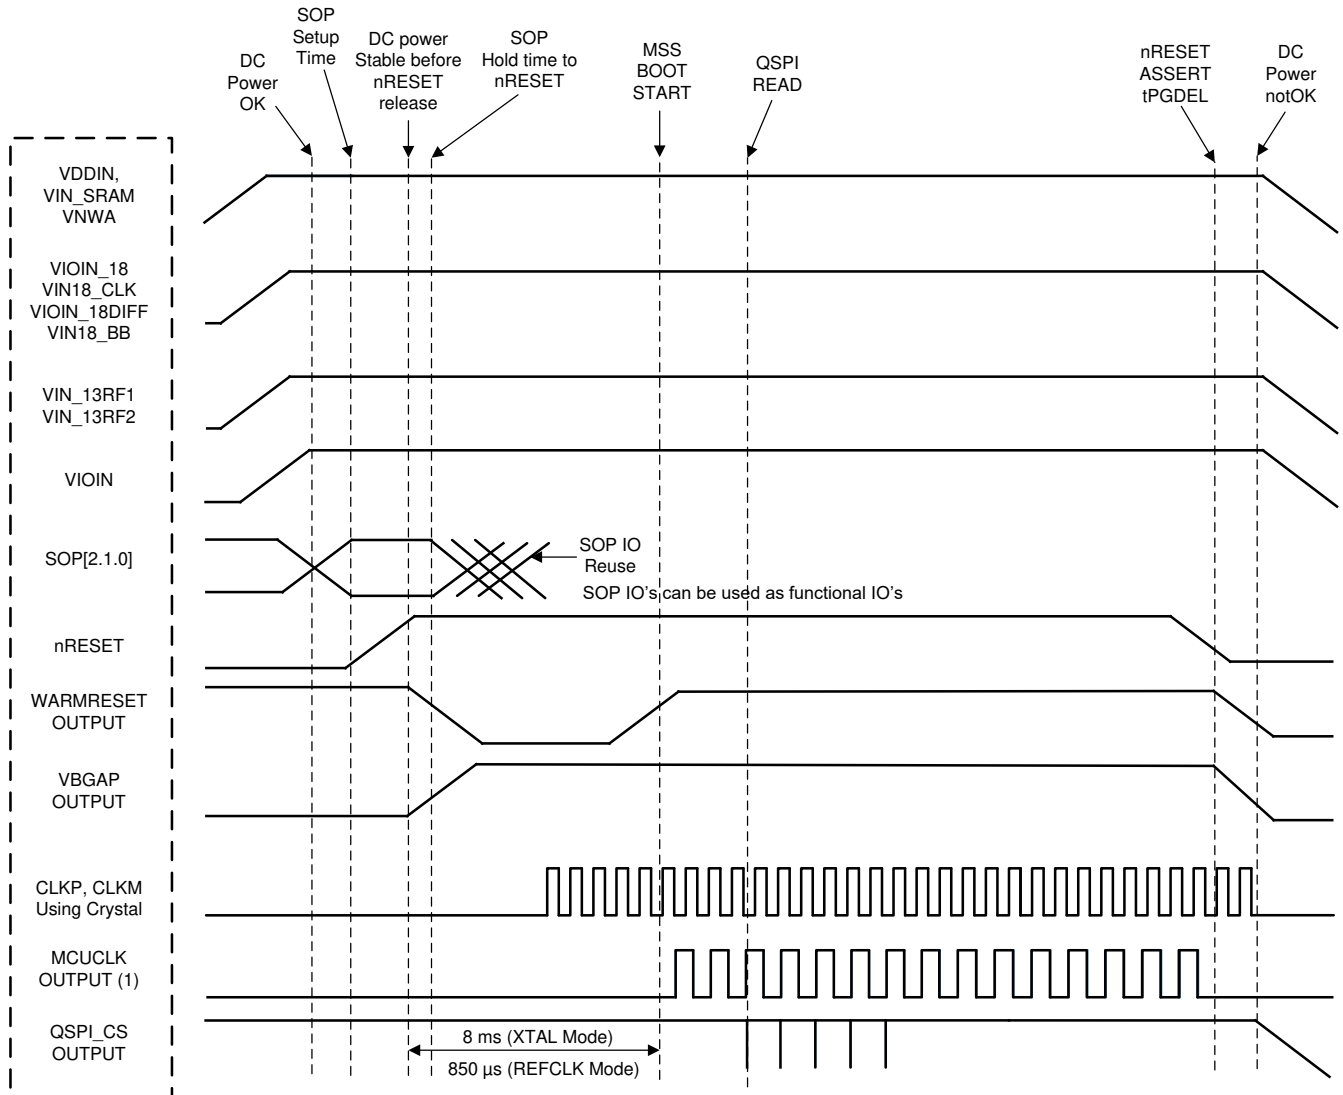 SOP
Setup
Time
DC
Power
OK
DC power
Stable before
nRESET
release
SOP
Hold time to
nRESET
MSS
BOOT
START
QSPI
READ
nRESET
ASSERT
tPGDEL
DC
Power
notOK
VDDIN,
VIN_SRAM
VNWA
VIOIN_18
VIN18_CLK
VIOIN_18DIFF
VIN18_BB
VIN_13RF1
VIN_13RF2
VIOIN
SOP[2.1.0]
SOP IO
Reuse
SOP IO's can be used as functional IO's
nRESET
WARMRESET
OUTPUT
VBGAP
OUTPUT
CLKP, CLKM
Using Crystal
MCUCLK
OUTPUT (1)
QSPI_CS
OUTPUT
8 ms (XTAL Mode)
850 µs (REFCLK Mode)